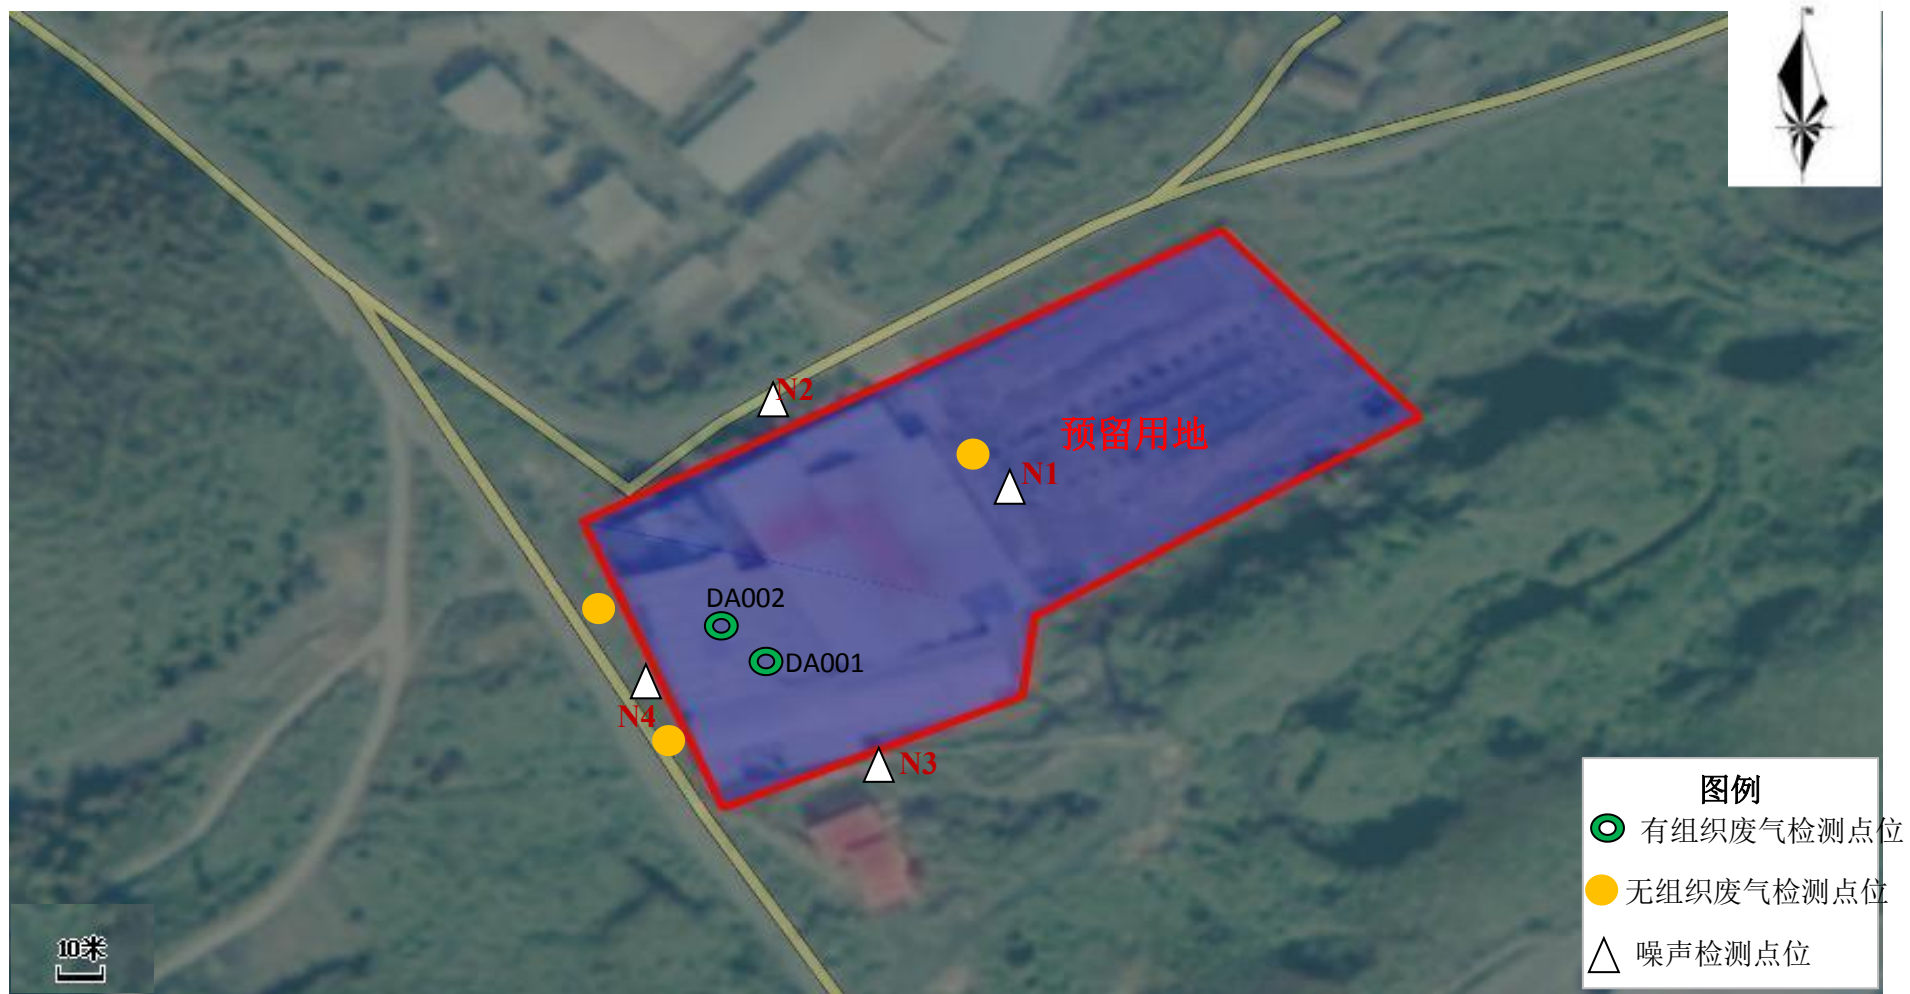 N2
预留用地
N1
DA002
DA001
N4
N3
图例
有组织废气检测点位
无组织废气检测点位
噪声检测点位
10米